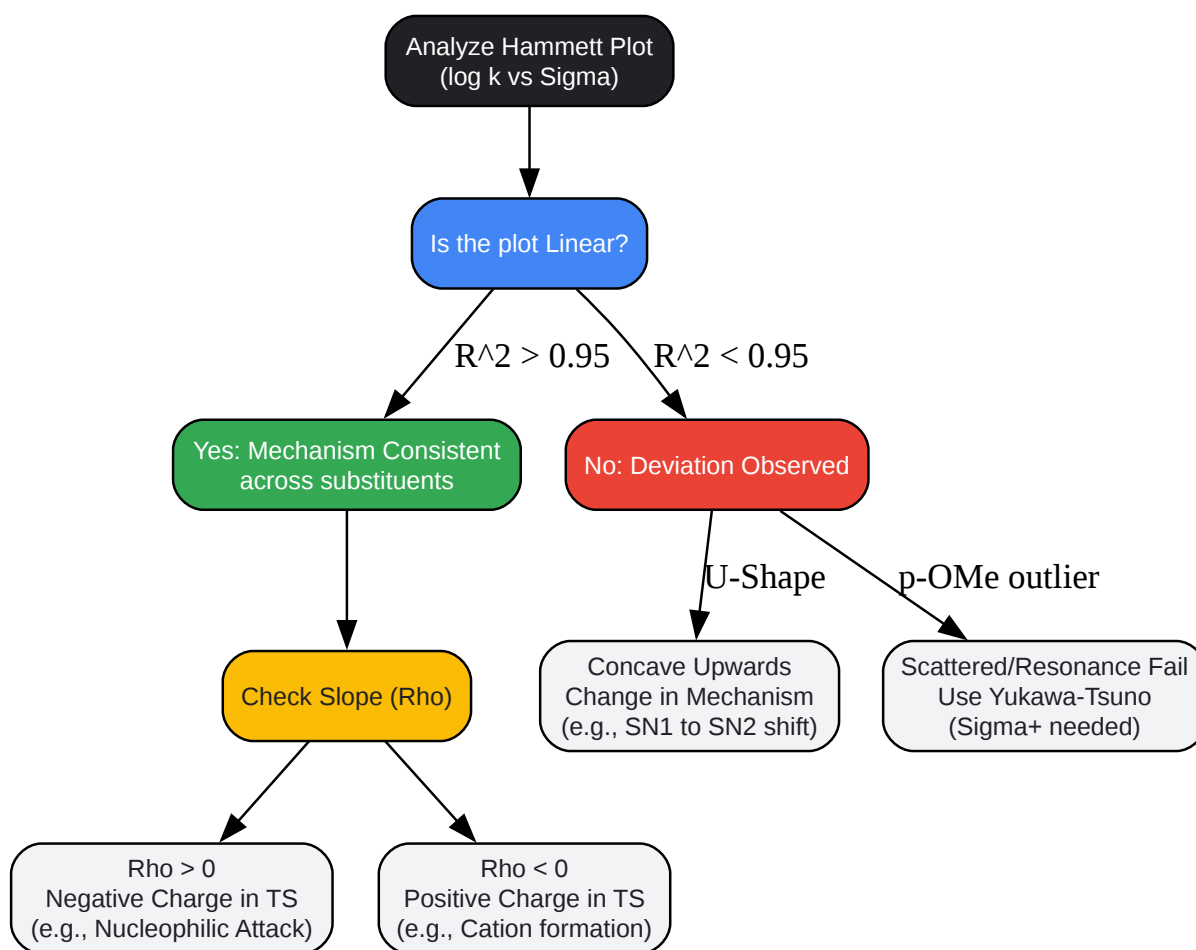 Analyze Hammett Plot
(log k vs Sigma)
Is the plot Linear?
R^2 > 0.95
R^2 < 0.95
Yes: Mechanism Consistent
across substituents
No: Deviation Observed
U-Shape
p-OMe outlier
Check Slope (Rho)
Concave Upwards
Change in Mechanism
(e.g., SN1 to SN2 shift)
Scattered/Resonance Fail
Use Yukawa-Tsuno
(Sigma+ needed)
Rho > 0
Negative Charge in TS
(e.g., Nucleophilic Attack)
Rho < 0
Positive Charge in TS
(e.g., Cation formation)